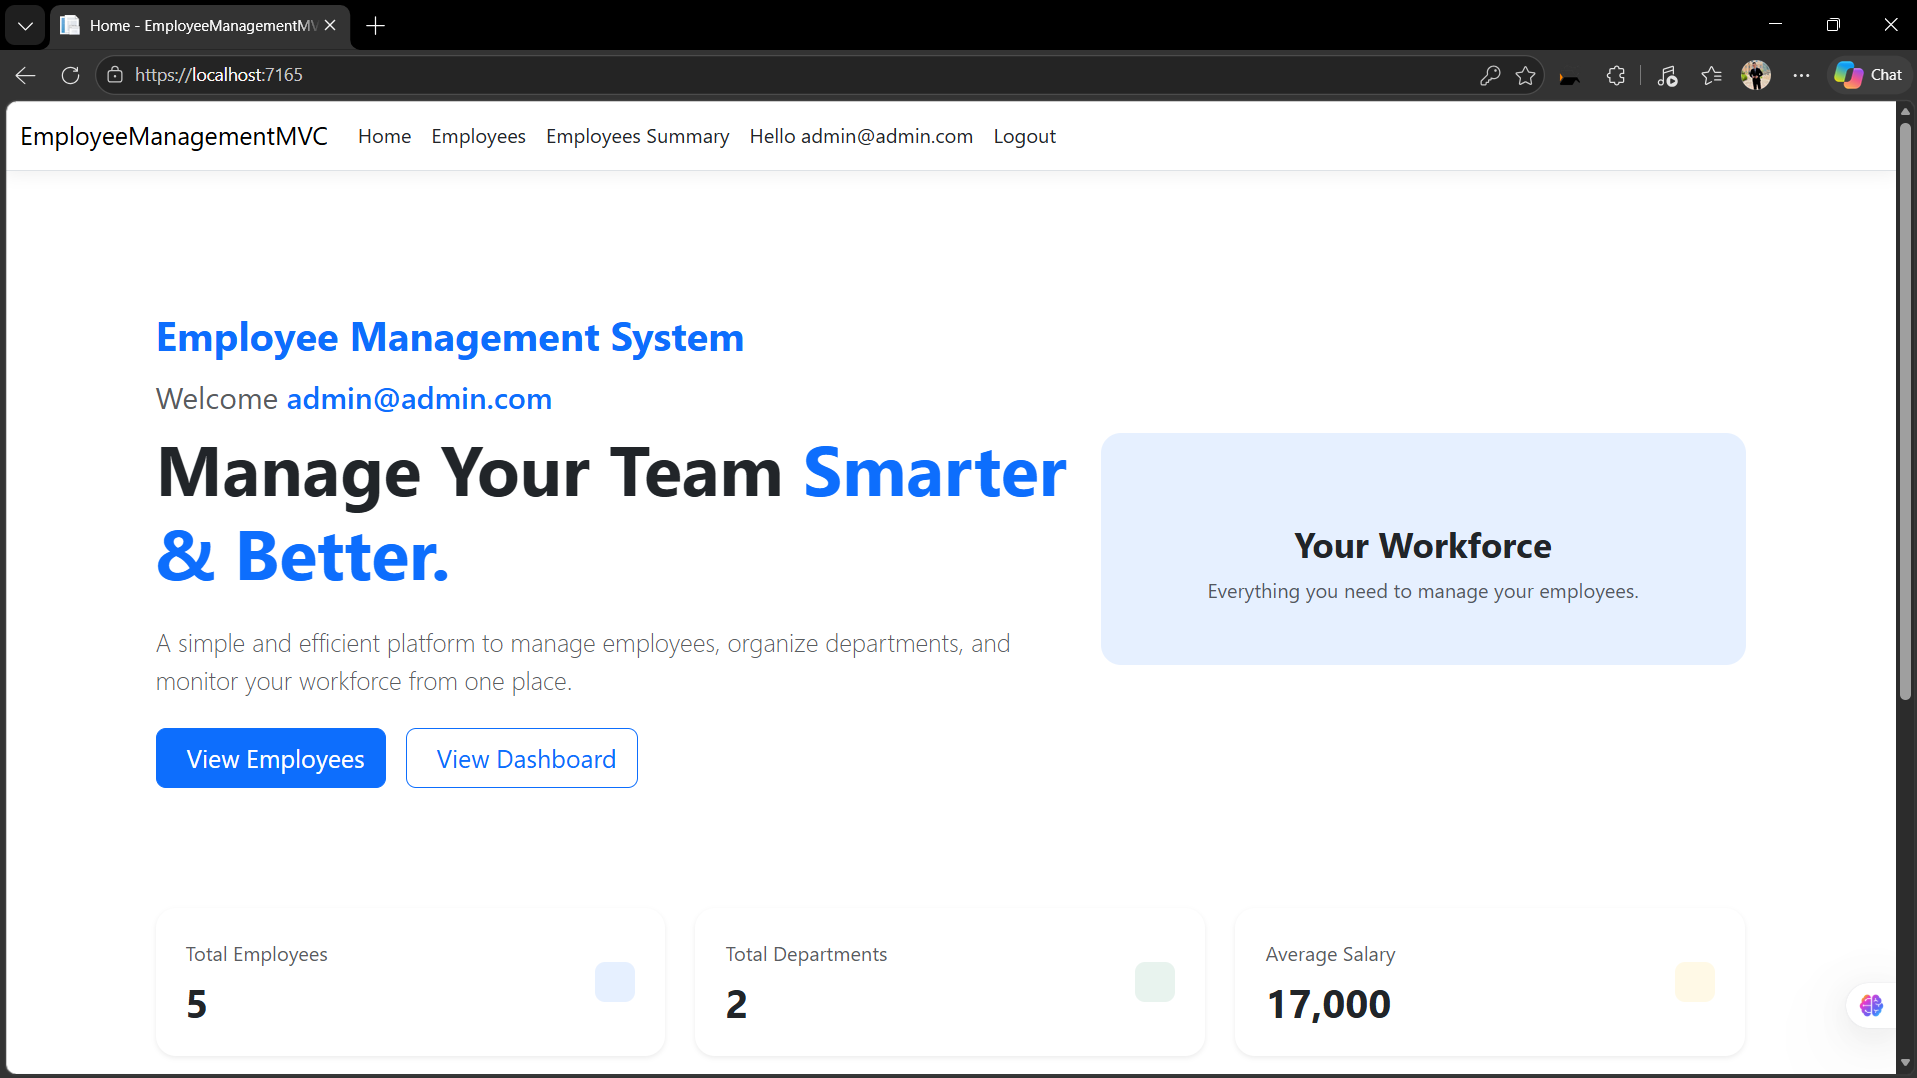 Home - EmployeeManagementMV
https://localhost:7165
Chat
EmployeeManagementMVC Home Employees Employees Summary Hello admin@admin.com Logout
Employee Management System
Welcome admin@admin.com
Manage Your Team Smarter
& Better.
A simple and efficient platform to manage employees, organize departments, and
monitor your workforce from one place.
View Employees View Dashboard
Your Workforce
Everything you need to manage your employees.
Total Employees
5
Total Departments
2
Average Salary
17,000